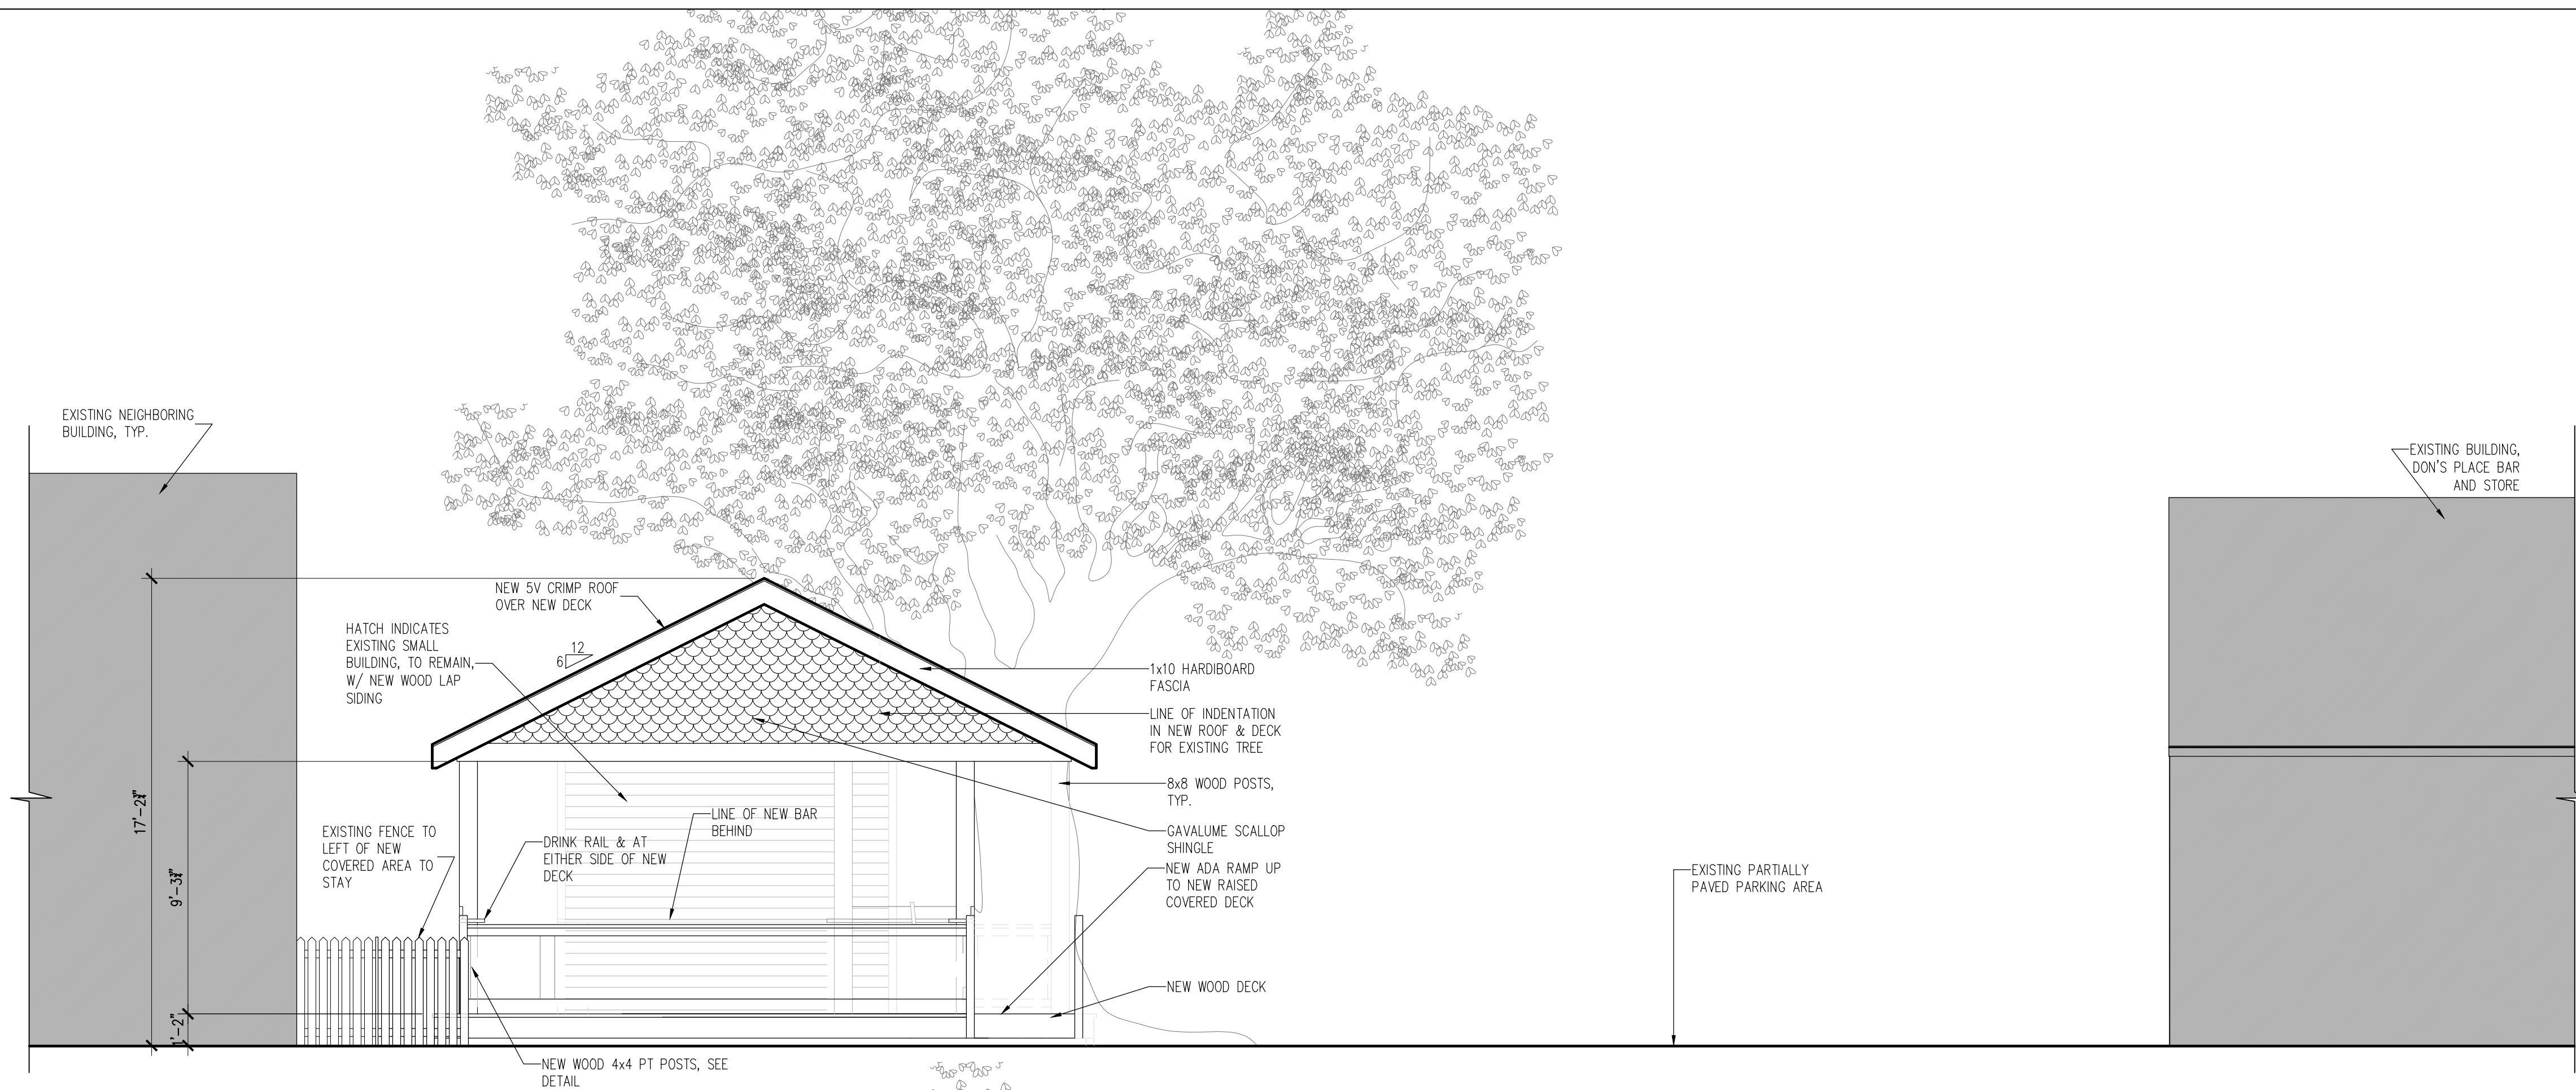 EXISTING NEIGHBORING
BUILDING, TYP.
EXISTING BUILDING,
DON'S PLACE BAR
AND STORE
NEW 5V CRIMP ROOF
OVER NEW DECK
HATCH INDICATES
EXISTING SMALL
BUILDING, TO REMAIN,
W/ NEW WOOD LAP
SIDING
12
6
1x10 HARDIBOARD
FASCIA
LINE OF INDENTATION
IN NEW ROOF & DECK
FOR EXISTING TREE
8x8 WOOD POSTS,
TYP.
GAVALUME SCALLOP
SHINGLE
NEW ADA RAMP UP
TO NEW RAISED
COVERED DECK
NEW WOOD DECK
LINE OF NEW BAR
BEHIND
DRINK RAIL & AT
EITHER SIDE OF NEW
DECK
EXISTING FENCE TO
LEFT OF NEW
COVERED AREA TO
STAY
EXISTING PARTIALLY
PAVED PARKING AREA
NEW WOOD 4x4 PT POSTS, SEE
DETAIL
1'-2"